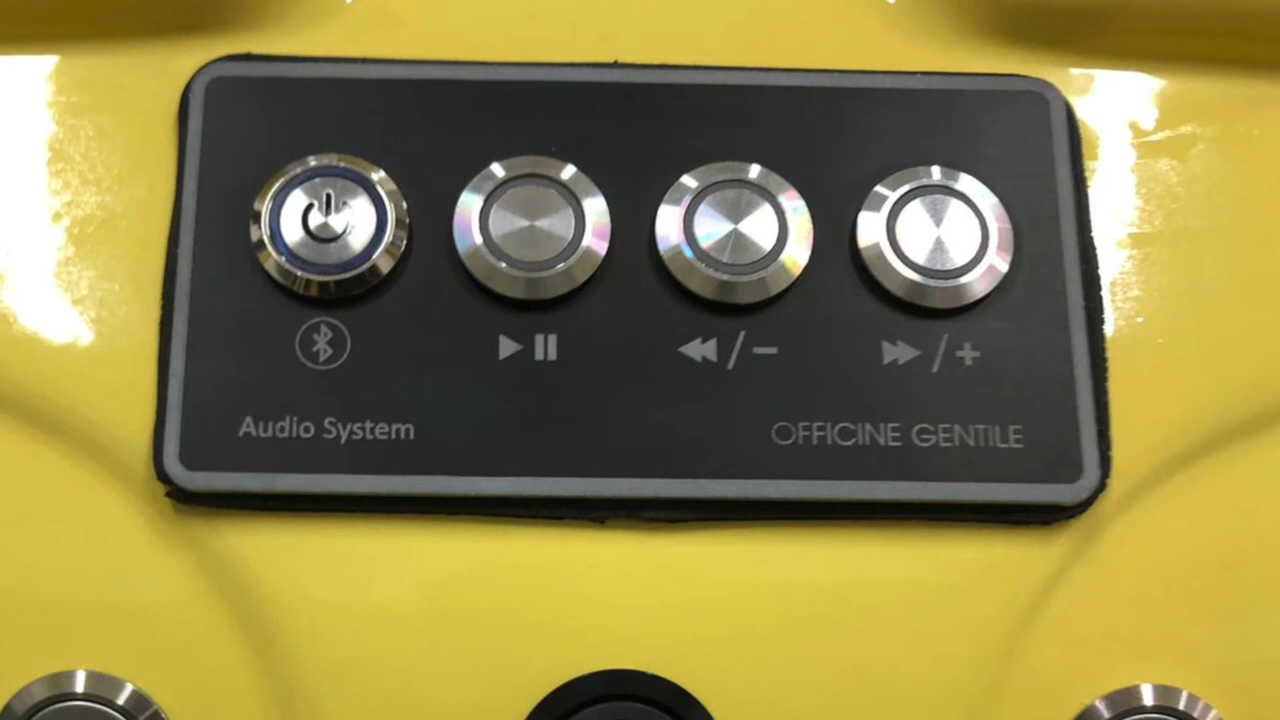 / −
/ +
Audio System
OFFICINE GENTILE